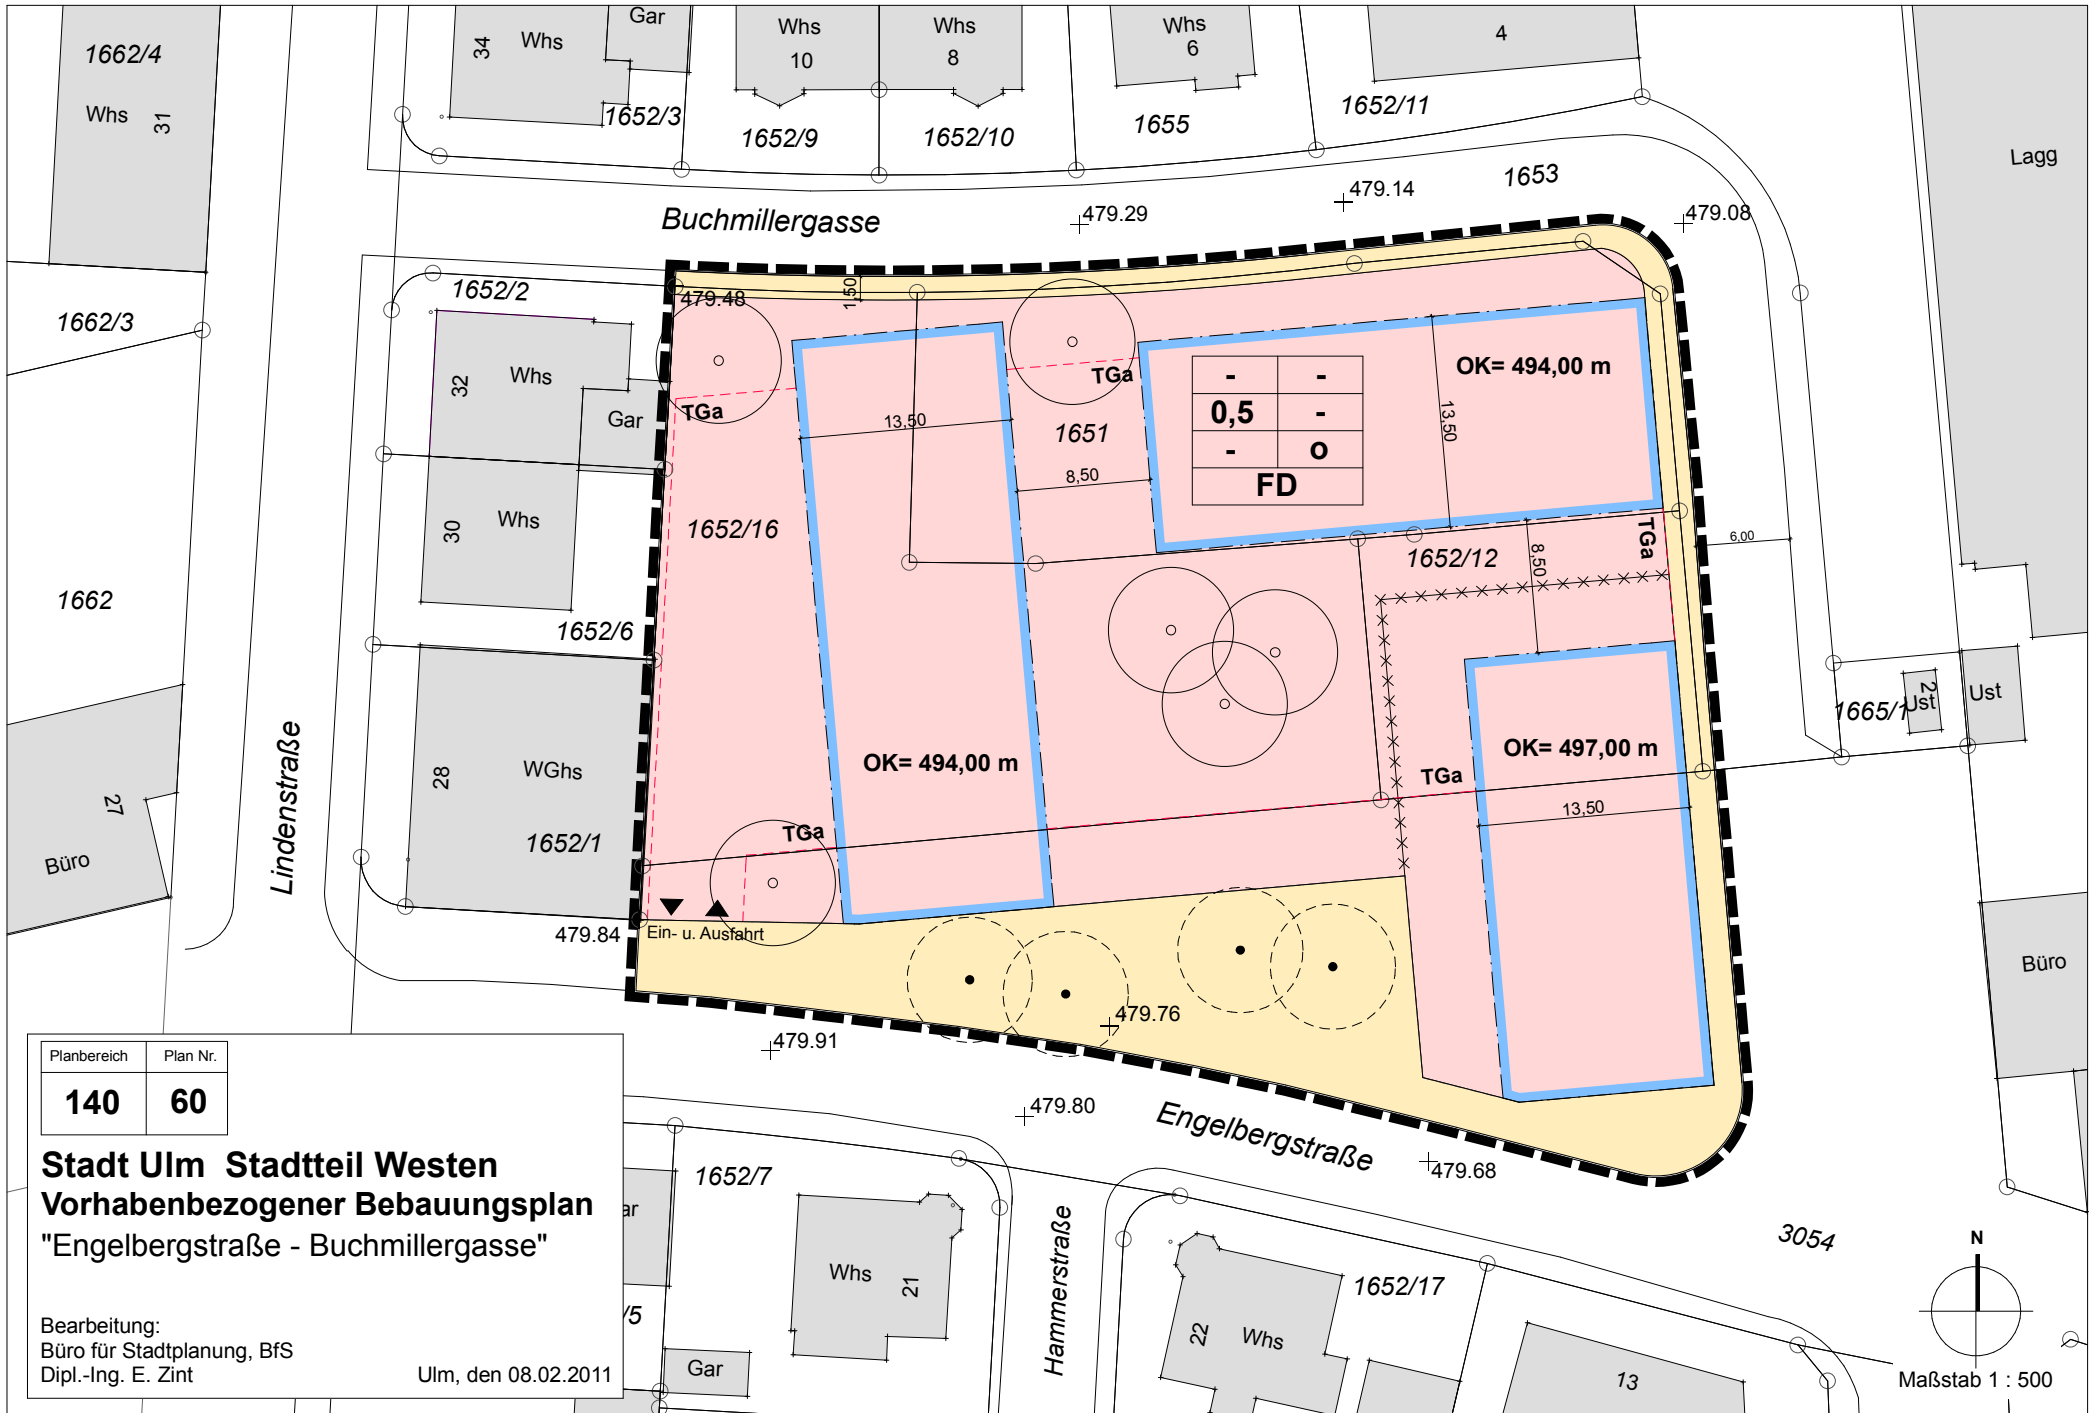 1662/4
Whs
31
34
Whs
Gar
1652/3
Whs
10
1652/9
Whs
8
1652/10
Whs
6
1655
4
1652/11
Lagg
1653
479.14
479.29
479.08
Buchmillergasse
1652/2
1662/3
479.48
1,50
32
Whs
Gar
TGa
13,50
TGa
1651
8,50
- -
0,5 -
- o
FD
OK= 494,00 m
13,50
1652/16
30
Whs
1652/12
8,50
TGa
6,00
1662
1652/6
1665/1
2
Ust
Ust
Lindenstraße
28
WGhs
1652/1
OK= 494,00 m
OK= 497,00 m
TGa
13,50
TGa
27
Büro
Büro
479.84
Ein- u. Ausfahrt
479.76
479.91
479.80
Engelbergstraße
479.68
Planbereich Plan Nr.
140 60
Stadt Ulm Stadtteil Westen
Vorhabenbezogener Bebauungsplan
"Engelbergstraße - Buchmillergasse"
Bearbeitung:
Büro für Stadtplanung, BfS
Dipl.-Ing. E. Zint
Ulm, den 08.02.2011
1652/7
ar
/5
Whs
21
Gar
Hammerstraße
22
Whs
1652/17
13
3054
N
Maßstab 1 : 500